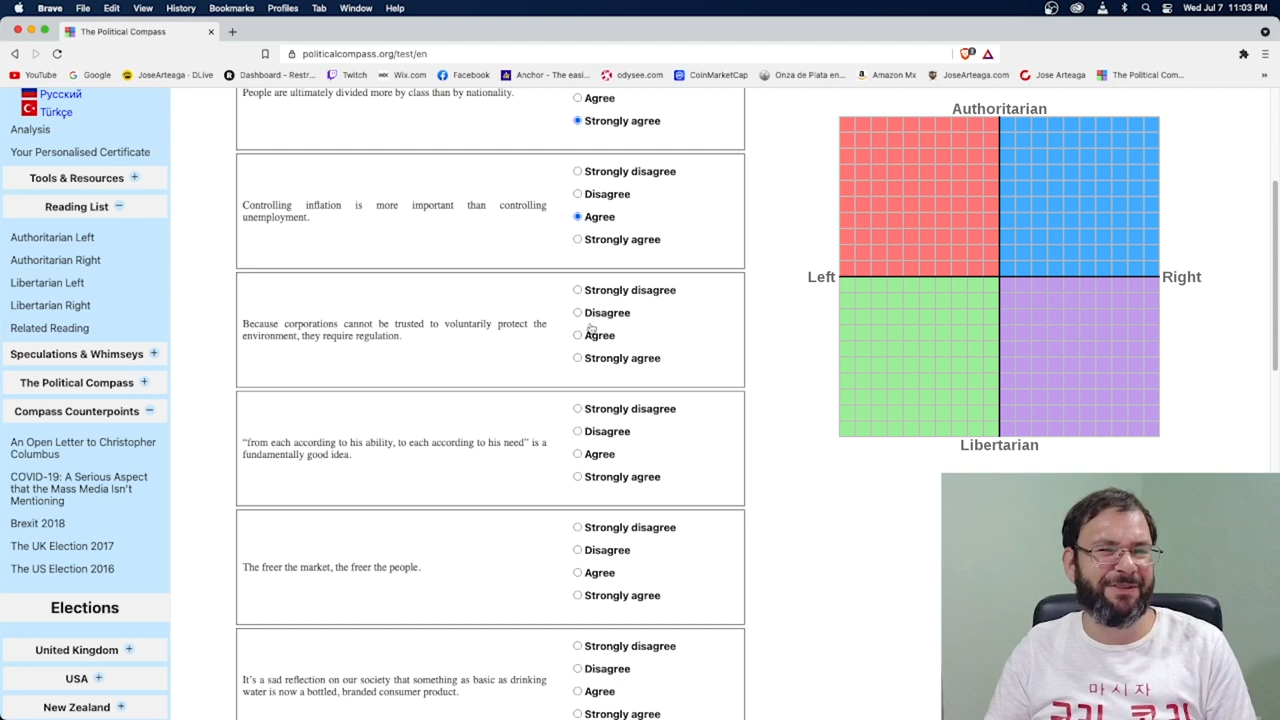 Brave File Edit View History Bookmarks Profiles Tab Window Help Wed Jul 7 11:03 PM
The Political Compass
politicalcompass.org/test/en
YouTube Google JoseArteaga - DLive Dashboard - Restr... Twitch Wix.com Facebook Anchor - The easi... odysee.com CoinMarketCap Onza de Plata en... Amazon Mx JoseArteaga.com Jose Arteaga The Political Com...
Русский
Türkçe
Analysis
Your Personalised Certificate
Tools & Resources +
Reading List −
Authoritarian Left
Authoritarian Right
Libertarian Left
Libertarian Right
Related Reading
Speculations & Whimseys +
The Political Compass +
Compass Counterpoints −
An Open Letter to Christopher
Columbus
COVID-19: A Serious Aspect
that the Mass Media Isn't
Mentioning
Brexit 2018
The UK Election 2017
The US Election 2016
Elections
United Kingdom +
USA +
New Zealand +
People are ultimately divided more by class than by nationality.
Agree
Strongly agree
Controlling inflation is more important than controlling
unemployment.
Strongly disagree
Disagree
Agree
Strongly agree
Because corporations cannot be trusted to voluntarily protect the
environment, they require regulation.
Strongly disagree
Disagree
Agree
Strongly agree
“from each according to his ability, to each according to his need” is a
fundamentally good idea.
Strongly disagree
Disagree
Agree
Strongly agree
The freer the market, the freer the people.
Strongly disagree
Disagree
Agree
Strongly agree
It's a sad reflection on our society that something as basic as drinking
water is now a bottled, branded consumer product.
Strongly disagree
Disagree
Agree
Strongly agree
Authoritarian
Left
Right
Libertarian
마시자